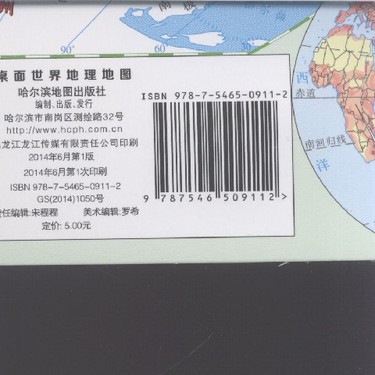 90°
60°
桌面世界地理地图
哈尔滨地图出版社
编制、出版、发行
哈尔滨市南岗区测绘路32号
http://www.hcph.com.cn
黑龙江龙江传媒有限责任公司印刷
2014年6月第1版
2014年6月第1次印刷
ISBN 978-7-5465-0911-2
GS(2014)1050号
责任编辑:朱程程 美术编辑:罗希
定价:5.00元
ISBN 978-7-5465-0911-2
9 787546 509112
西
赤道
南回归线
洋